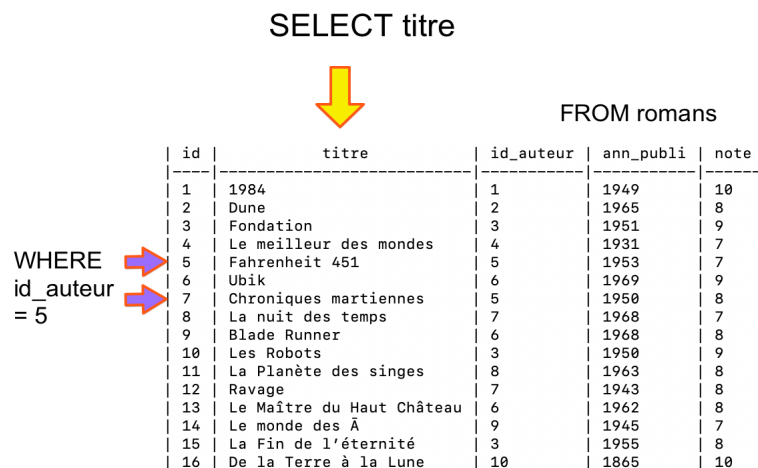 SELECT titre
FROM romans
| id | titre | id_auteur | ann_publi | note
|----|---------------------------|-----------|-----------|------
| 1 | 1984 | 1 | 1949 | 10
| 2 | Dune | 2 | 1965 | 8
| 3 | Fondation | 3 | 1951 | 9
| 4 | Le meilleur des mondes | 4 | 1931 | 7
| 5 | Fahrenheit 451 | 5 | 1953 | 7
| 6 | Ubik | 6 | 1969 | 9
| 7 | Chroniques martiennes | 5 | 1950 | 8
| 8 | La nuit des temps | 7 | 1968 | 7
| 9 | Blade Runner | 6 | 1968 | 8
| 10 | Les Robots | 3 | 1950 | 9
| 11 | La Planète des singes | 8 | 1963 | 8
| 12 | Ravage | 7 | 1943 | 8
| 13 | Le Maître du Haut Château | 6 | 1962 | 8
| 14 | Le monde des Ā | 9 | 1945 | 7
| 15 | La Fin de l’éternité | 3 | 1955 | 8
| 16 | De la Terre à la Lune | 10 | 1865 | 10
WHERE
id_auteur
= 5